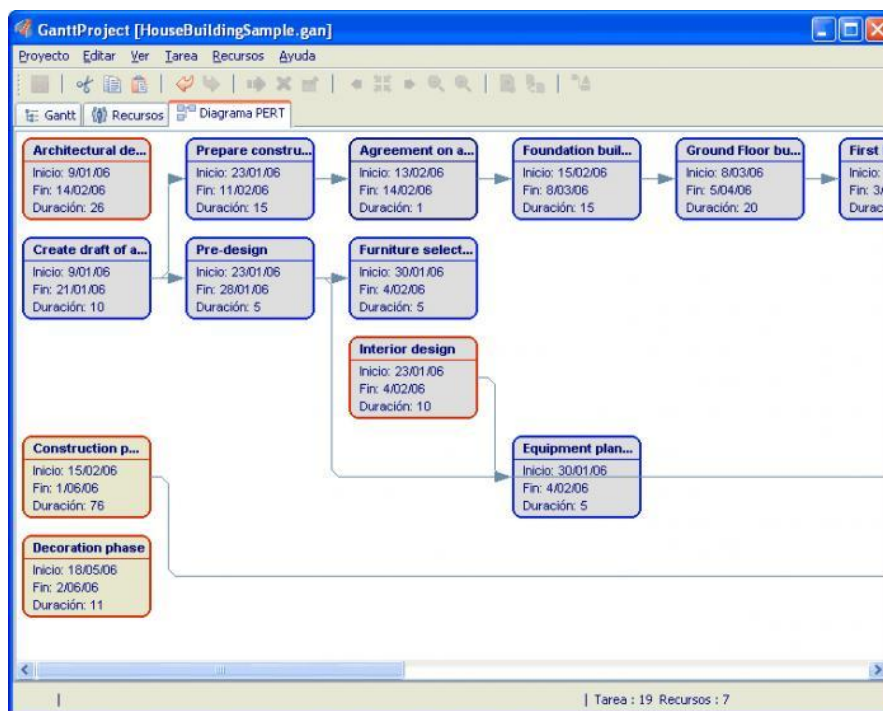 GanttProject [HouseBuildingSample.gan]
Proyecto Editar Ver Tarea Recursos Ayuda
Gantt Recursos Diagrama PERT
Architectural de...
Inicio: 9/01/06
Fin: 14/02/06
Duración: 26
Prepare constru...
Inicio: 23/01/06
Fin: 11/02/06
Duración: 15
Agreement on a...
Inicio: 13/02/06
Fin: 14/02/06
Duración: 1
Foundation buil...
Inicio: 15/02/06
Fin: 8/03/06
Duración: 15
Ground Floor bu...
Inicio: 8/03/06
Fin: 5/04/06
Duración: 20
First
Inicio:
Fin: 3/
Durac
Create draft of a...
Inicio: 9/01/06
Fin: 21/01/06
Duración: 10
Pre-design
Inicio: 23/01/06
Fin: 28/01/06
Duración: 5
Furniture select...
Inicio: 30/01/06
Fin: 4/02/06
Duración: 5
Interior design
Inicio: 23/01/06
Fin: 4/02/06
Duración: 10
Construction p...
Inicio: 15/02/06
Fin: 1/06/06
Duración: 76
Equipment plan...
Inicio: 30/01/06
Fin: 4/02/06
Duración: 5
Decoration phase
Inicio: 18/05/06
Fin: 2/06/06
Duración: 11
Tarea : 19 Recursos : 7